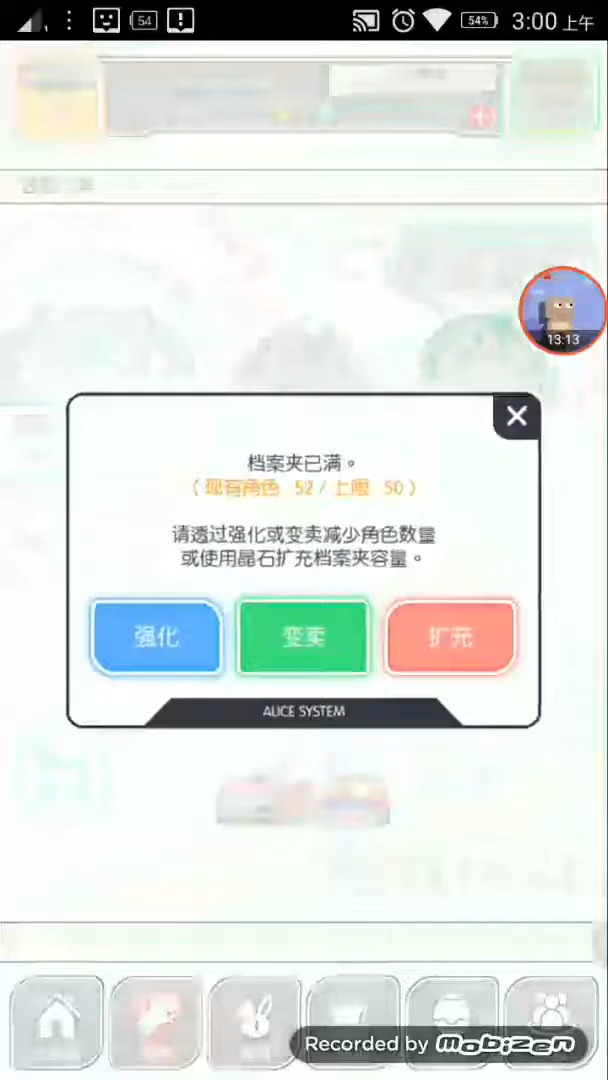 54
54%
3:00 上午
13:13
档案夹已满。
（现有角色 52 / 上限 50）
请透过强化或变卖减少角色数量
或使用晶石扩充档案夹容量。
强化
变卖
扩充
ALICE SYSTEM
Recorded by mobizen